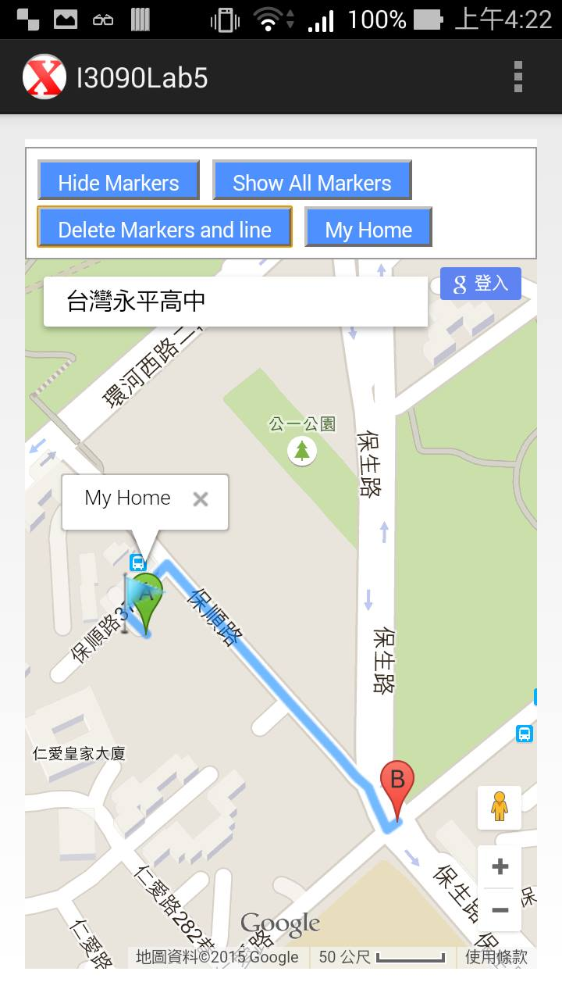 100% 上午4:22
I3090Lab5
Hide Markers
Show All Markers
Delete Markers and line
My Home
台灣永平高中
g 登入
環河西路二
公一公園
保生路
My Home
A
保順路3
保順路
保生路
仁愛皇家大廈
B
仁愛路282巷
保生路
仁愛路
路
保
Google
地圖資料©2015 Google
50 公尺
使用條款